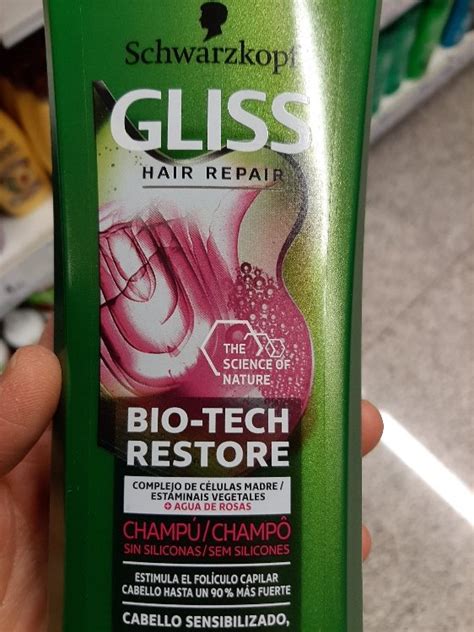 Schwarzkopf
GLISS
HAIR REPAIR
THE
SCIENCE OF
NATURE
BIO-TECH
RESTORE
COMPLEJO DE CÉLULAS MADRE/
ESTAMINAIS VEGETALES
+ AGUA DE ROSAS
CHAMPÚ/CHAMPÔ
SIN SILICONAS/SEM SILICONES
ESTIMULA EL FOLÍCULO CAPILAR
CABELLO HASTA UN 90% MÁS FUERTE
CABELLO SENSIBILIZADO,